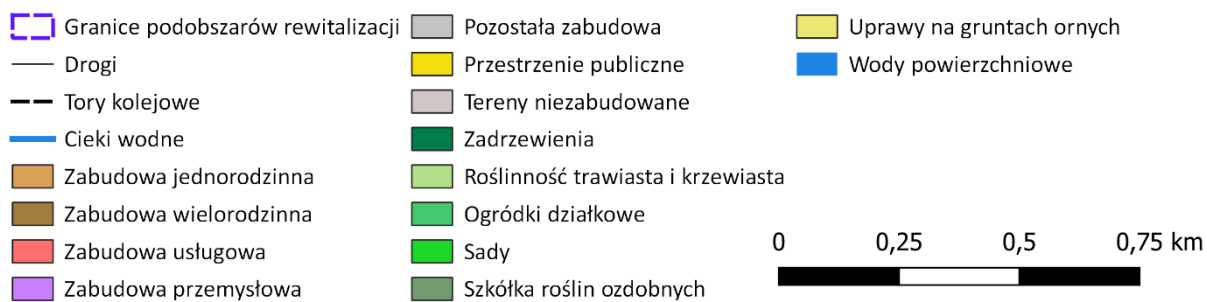 Granice podobszarów rewitalizacji
Drogi
Tory kolejowe
Cieki wodne
Zabudowa jednorodzinna
Zabudowa wielorodzinna
Zabudowa usługowa
Zabudowa przemysłowa
Pozostała zabudowa
Przestrzenie publiczne
Tereny niezabudowane
Zadrzewienia
Roślinność trawiasta i krzewiasta
Ogródki działkowe
Sady
Szkółka roślin ozdobnych
Uprawy na gruntach ornych
Wody powierzchniowe
0 0,25 0,5 0,75 km